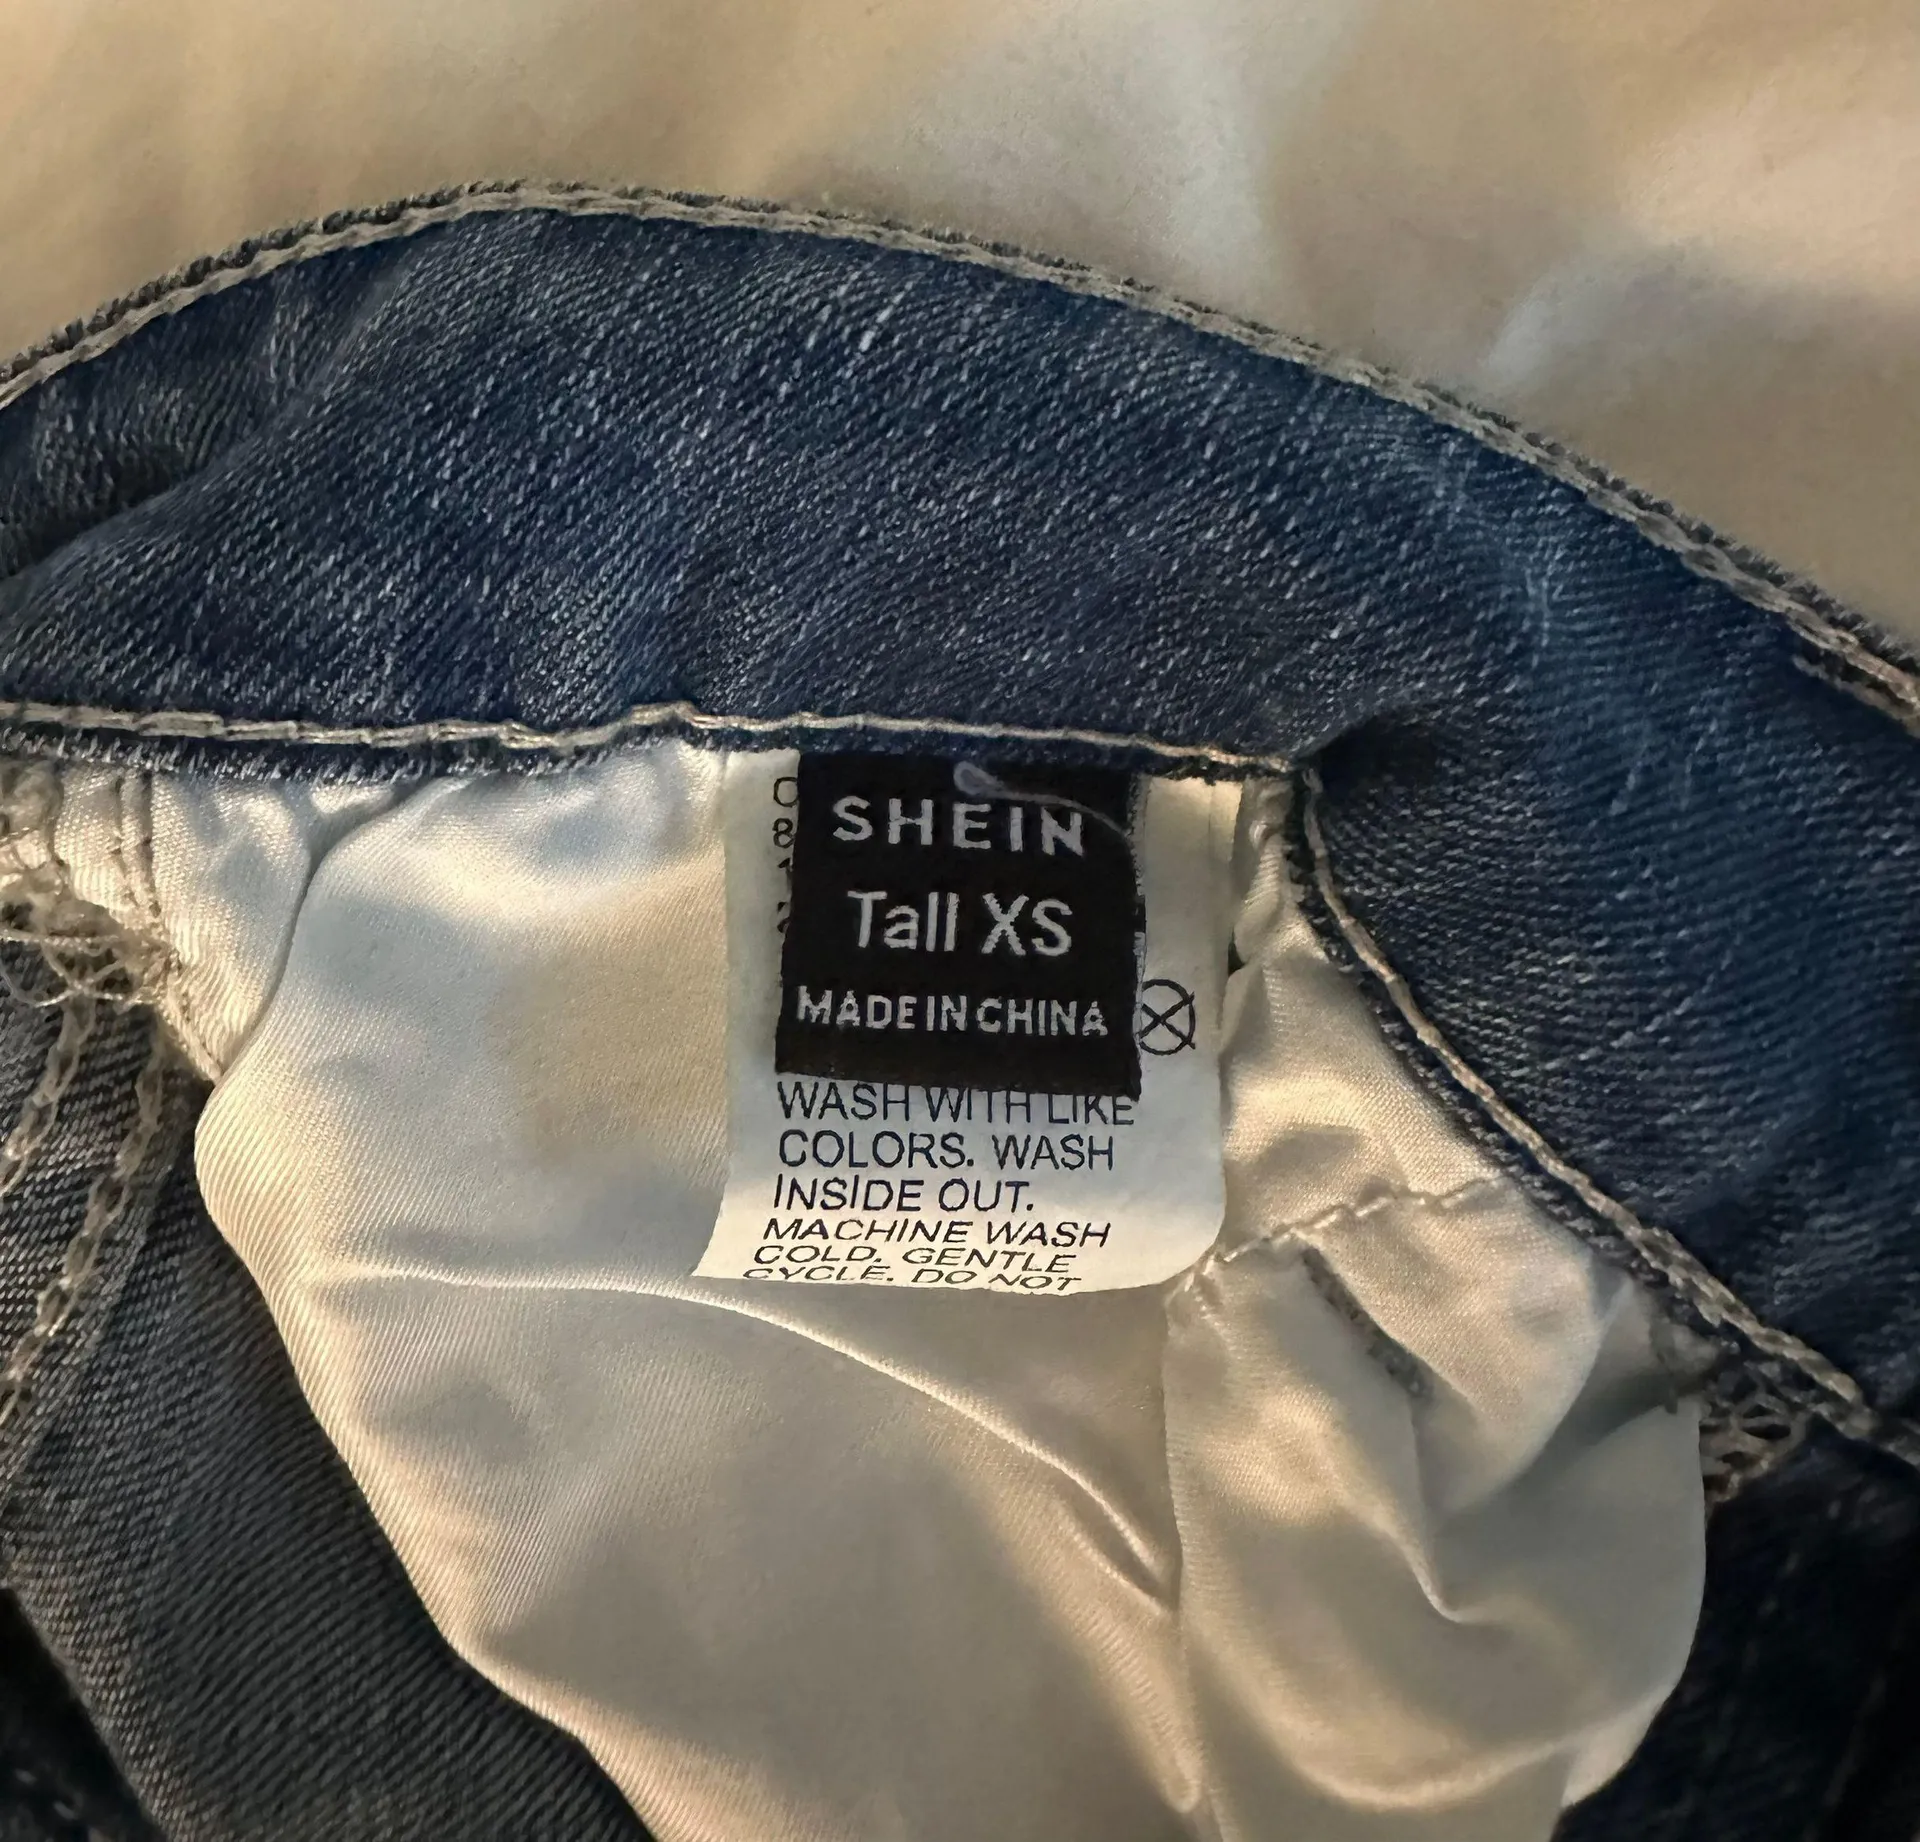 SHEIN
Tall XS
MADE IN CHINA
WASH WITH LIKE
COLORS. WASH
INSIDE OUT.
MACHINE WASH
COLD. GENTLE
CYCLE. DO NOT